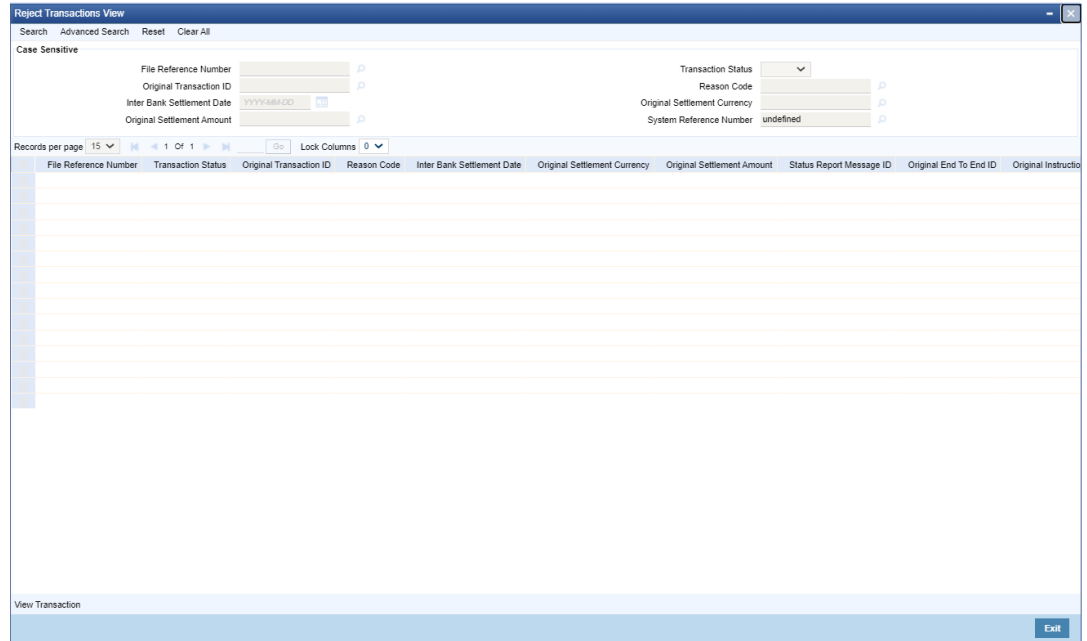 Reject Transactions View
Search Advanced Search Reset Clear All
Case Sensitive
File Reference Number Transaction Status
Original Transaction ID Reason Code
Inter Bank Settlement Date YYYY-MM-DD Original Settlement Currency
Original Settlement Amount System Reference Number undefined
Records per page 15 1 Of 1 Go Lock Columns 0
File Reference Number Transaction Status Original Transaction ID Reason Code Inter Bank Settlement Date Original Settlement Currency Original Settlement Amount Status Report Message ID Original End To End ID Original Instructio
View Transaction
Exit